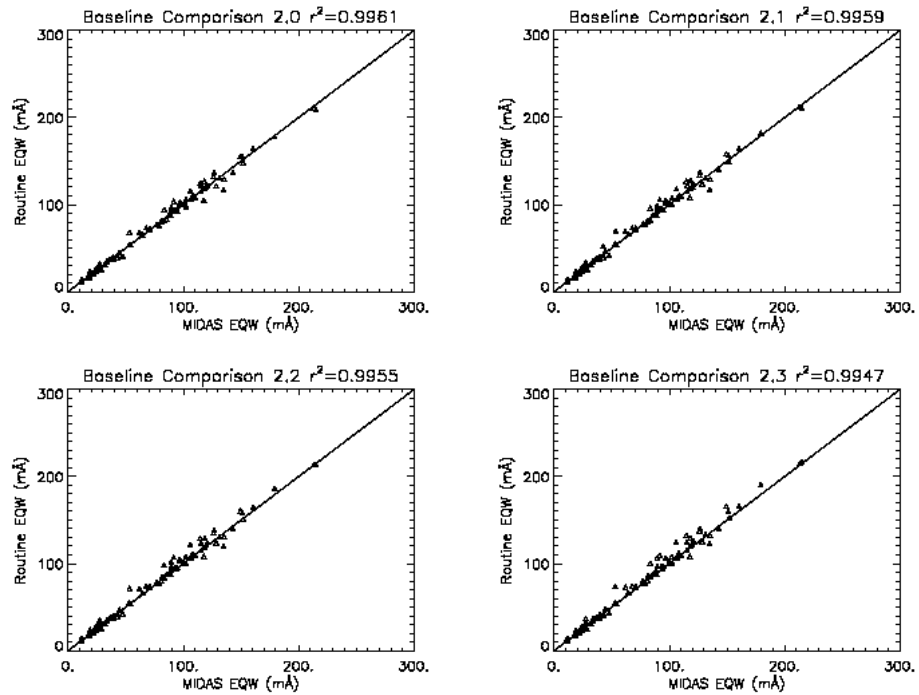 Baseline Comparison 2,0 r²=0.9961
300
200
100
0
Routine EQW (mÅ)
0. 100. 200. 300.
MIDAS EQW (mÅ)
Baseline Comparison 2,1 r²=0.9959
300
200
100
0
Routine EQW (mÅ)
0. 100. 200. 300.
MIDAS EQW (mÅ)
Baseline Comparison 2,2 r²=0.9955
300
200
100
0
Routine EQW (mÅ)
0. 100. 200. 300.
MIDAS EQW (mÅ)
Baseline Comparison 2,3 r²=0.9947
300
200
100
0
Routine EQW (mÅ)
0. 100. 200. 300.
MIDAS EQW (mÅ)